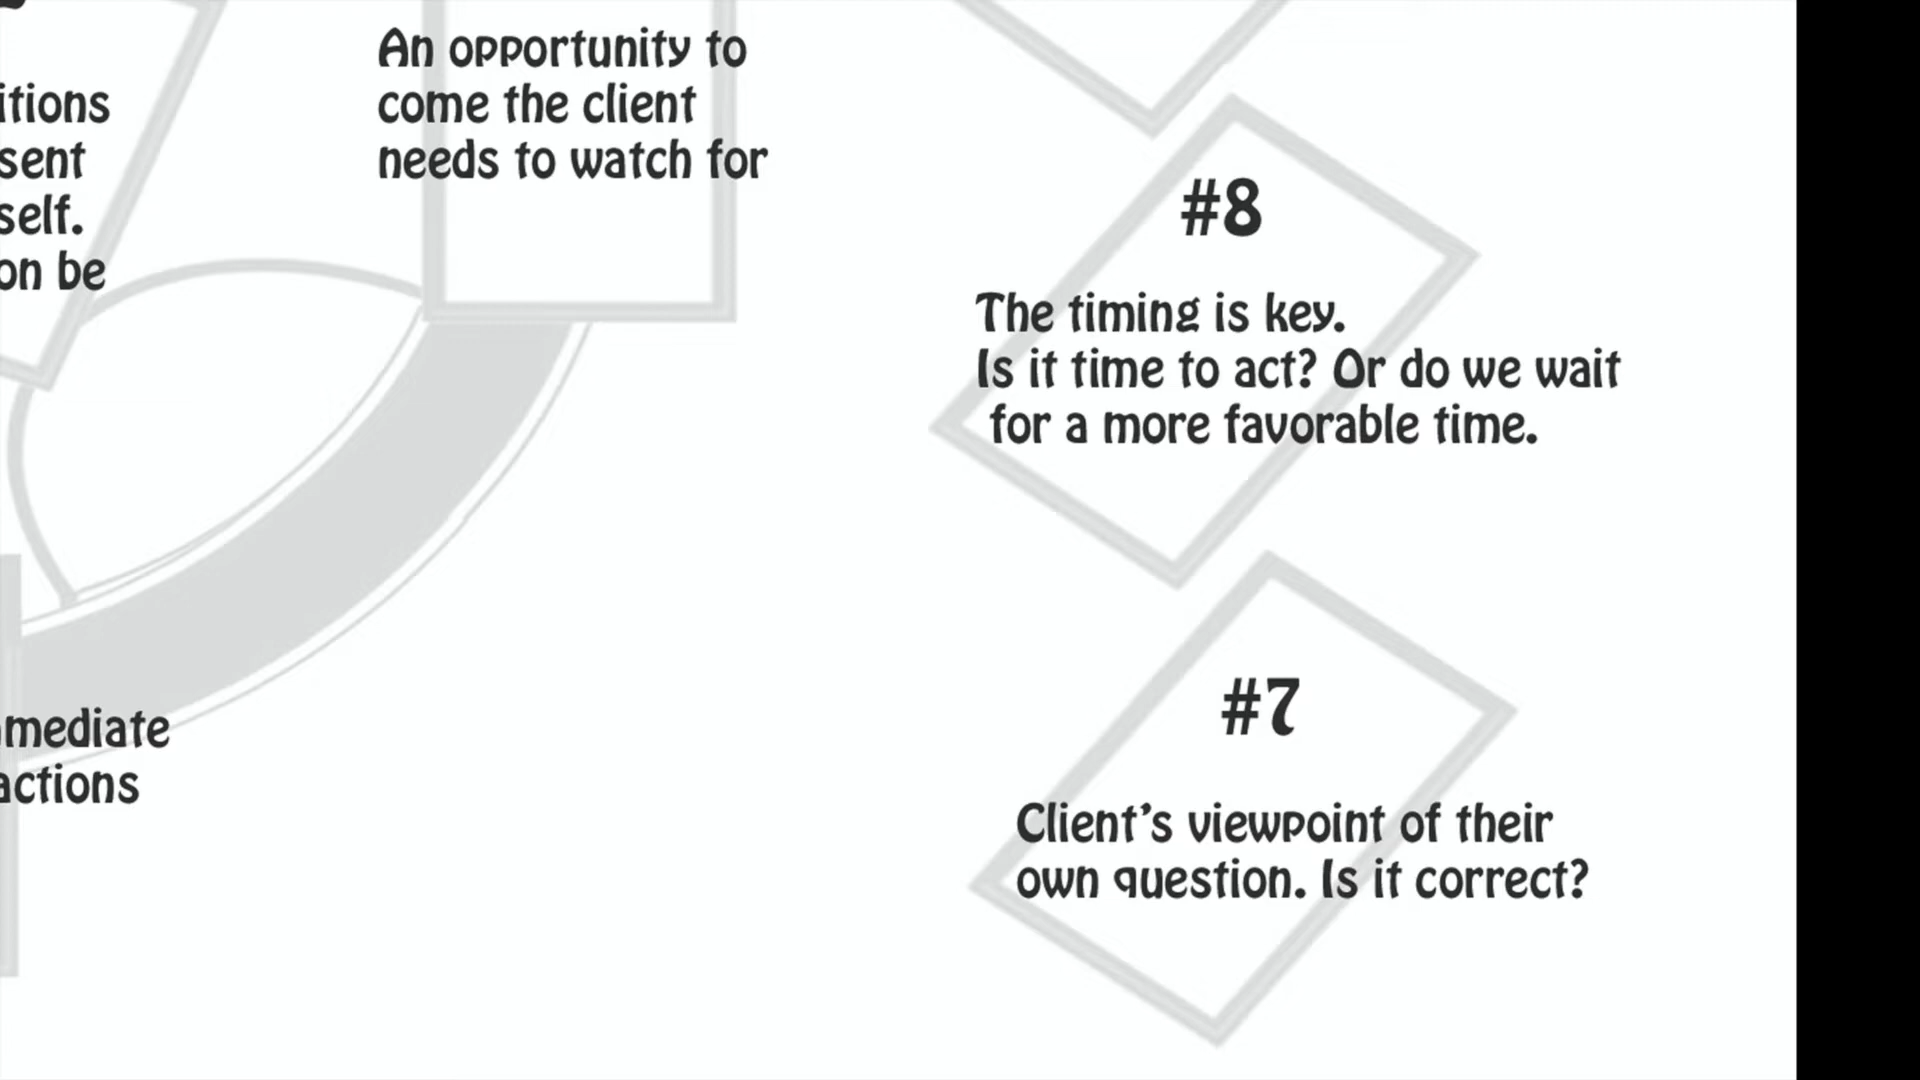 An opportunity to
come the client
needs to watch for
itions
sent
self.
on be
mediate
actions
#8
The timing is key.
Is it time to act? Or do we wait
for a more favorable time.
#7
Client's viewpoint of their
own question. Is it correct?